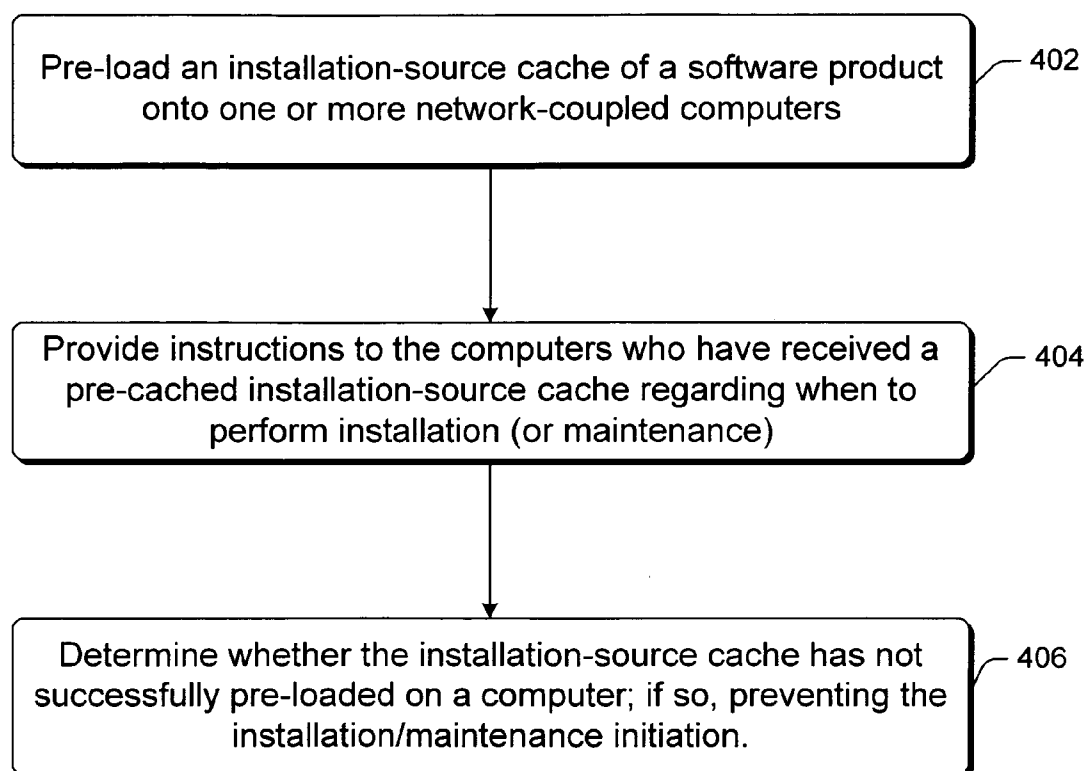 Pre-load an installation-source cache of a software product
onto one or more network-coupled computers
402
Provide instructions to the computers who have received a
pre-cached installation-source cache regarding when to
perform installation (or maintenance)
404
Determine whether the installation-source cache has not
successfully pre-loaded on a computer; if so, preventing the
installation/maintenance initiation.
406